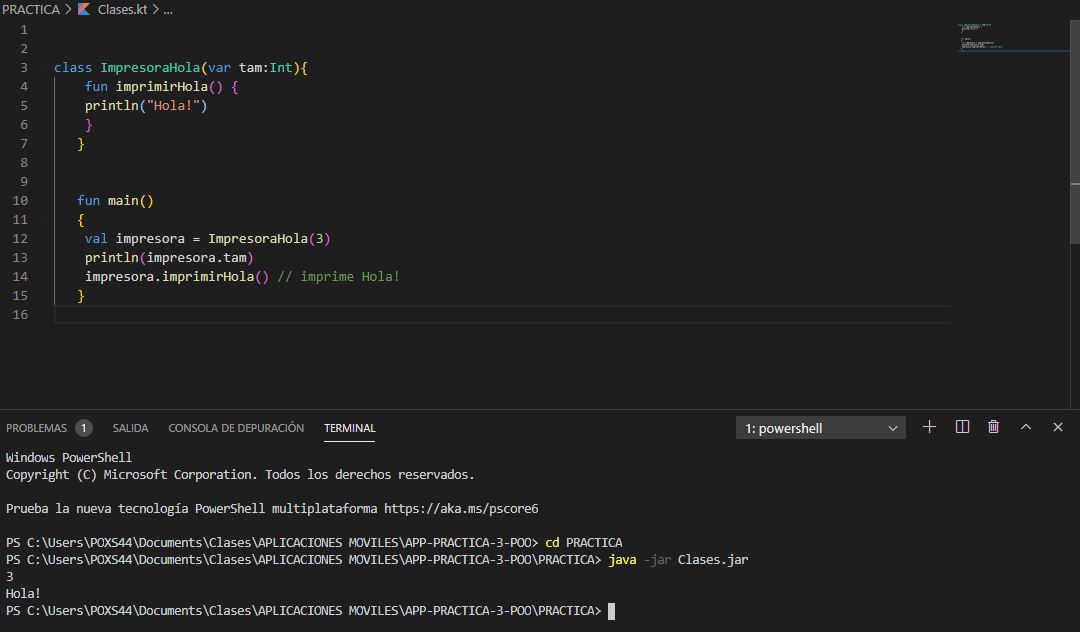 PRACTICA > Clases.kt > ...
1
2
3 class ImpresoraHola(var tam:Int){
4 fun imprimirHola() {
5 println("Hola!")
6 }
7 }
8
9
10 fun main()
11 {
12 val impresora = ImpresoraHola(3)
13 println(impresora.tam)
14 impresora.imprimirHola() // imprime Hola!
15 }
16
PROBLEMAS 1 SALIDA CONSOLA DE DEPURACIÓN TERMINAL 1: powershell
Windows PowerShell
Copyright (C) Microsoft Corporation. Todos los derechos reservados.
Prueba la nueva tecnología PowerShell multiplataforma https://aka.ms/pscore6
PS C:\Users\POXS44\Documents\Clases\APLICACIONES MOVILES\APP-PRACTICA-3-POO> cd PRACTICA
PS C:\Users\POXS44\Documents\Clases\APLICACIONES MOVILES\APP-PRACTICA-3-POO\PRACTICA> java -jar Clases.jar
3
Hola!
PS C:\Users\POXS44\Documents\Clases\APLICACIONES MOVILES\APP-PRACTICA-3-POO\PRACTICA>